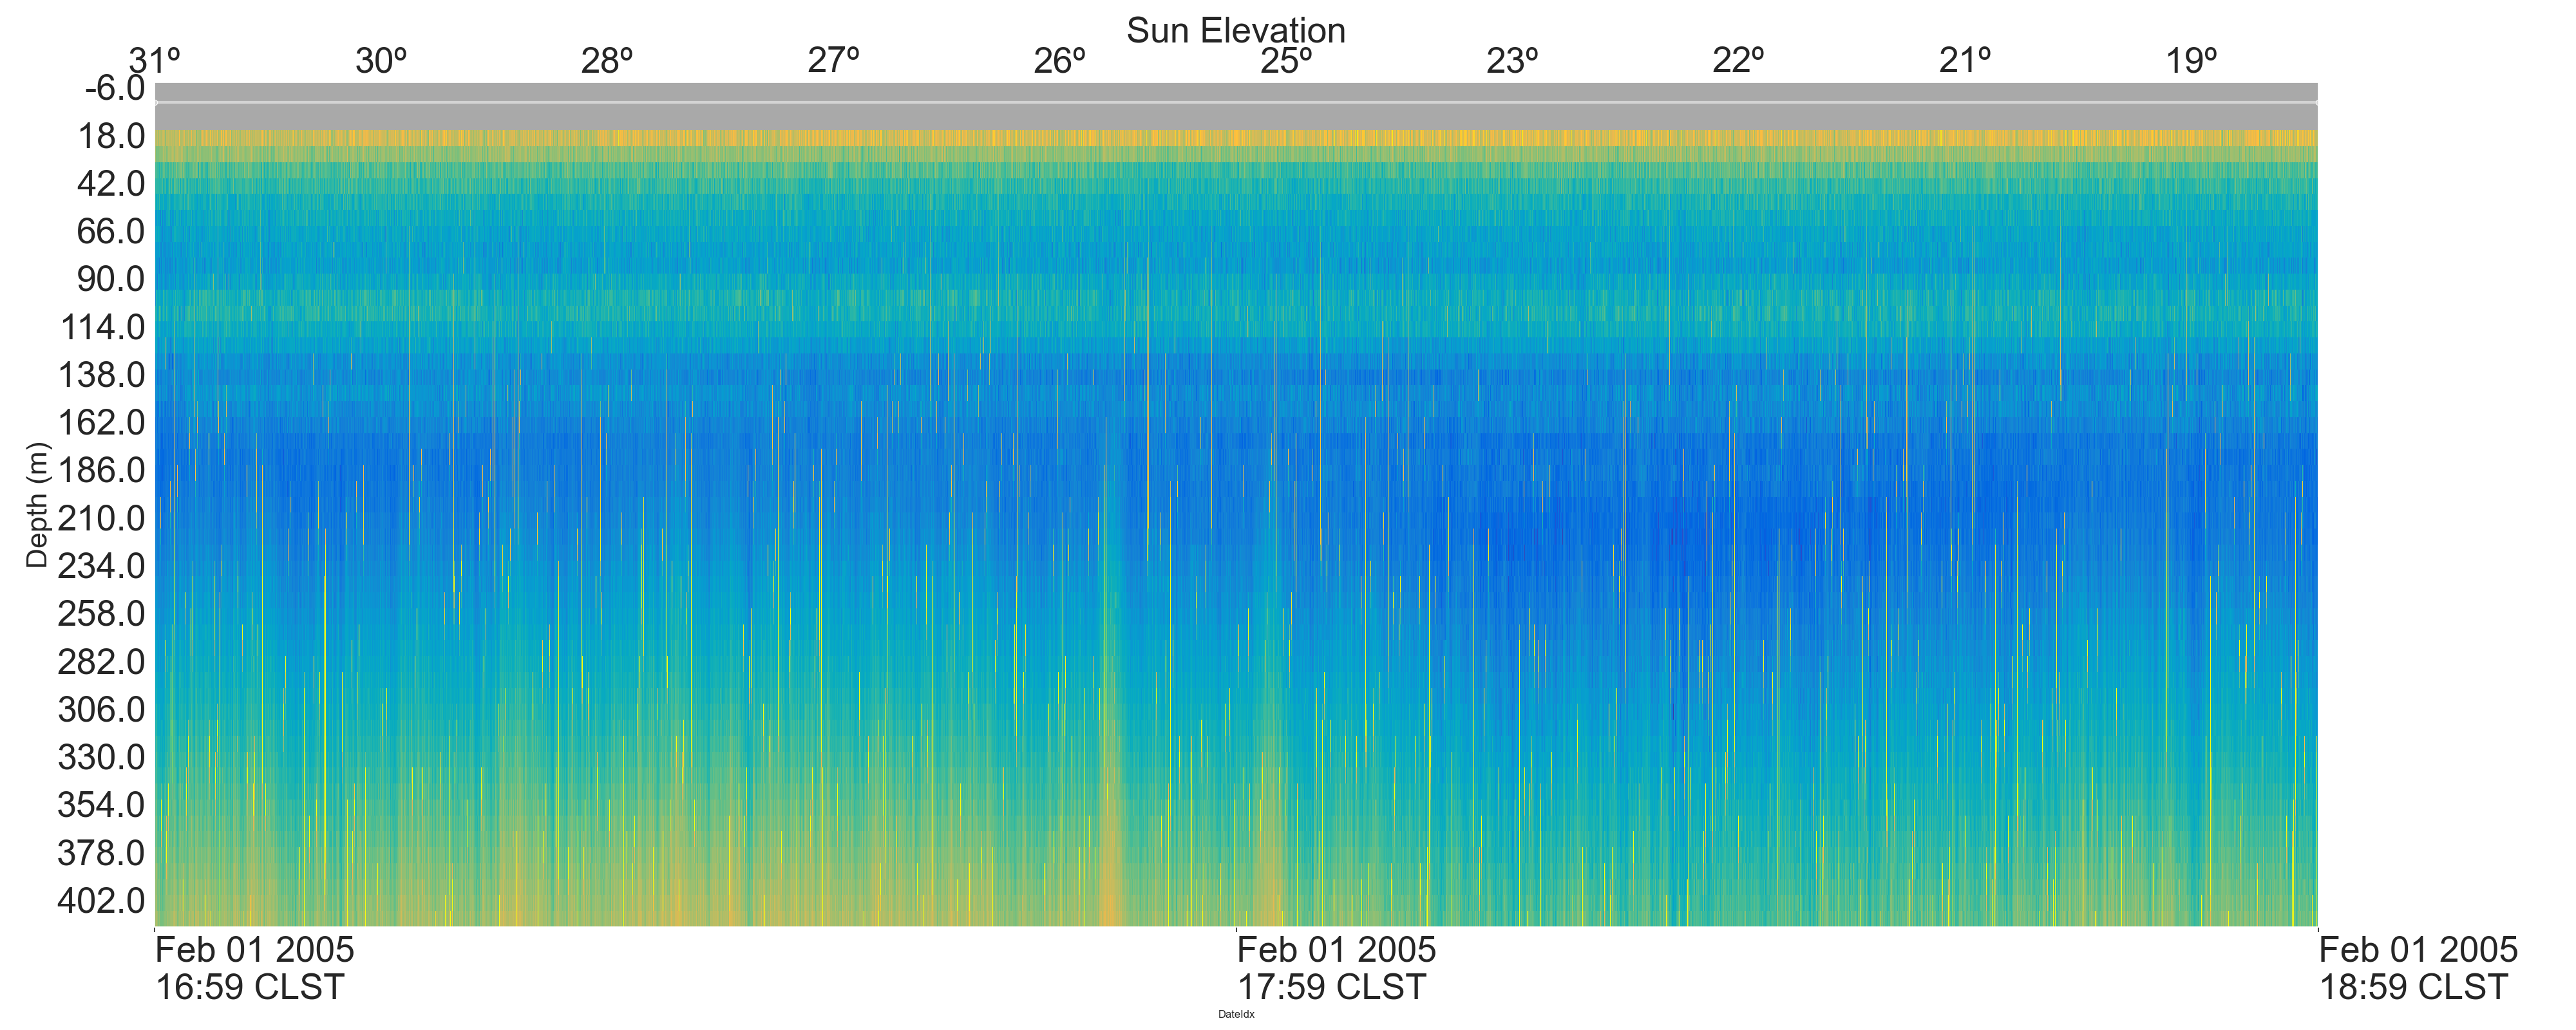 Sun Elevation
31º 30º 28º 27º 26º 25º 23º 22º 21º 19º
Depth (m)
-6.0
18.0
42.0
66.0
90.0
114.0
138.0
162.0
186.0
210.0
234.0
258.0
282.0
306.0
330.0
354.0
378.0
402.0
Feb 01 2005
16:59 CLST
Feb 01 2005
17:59 CLST
Feb 01 2005
18:59 CLST
DateIdx